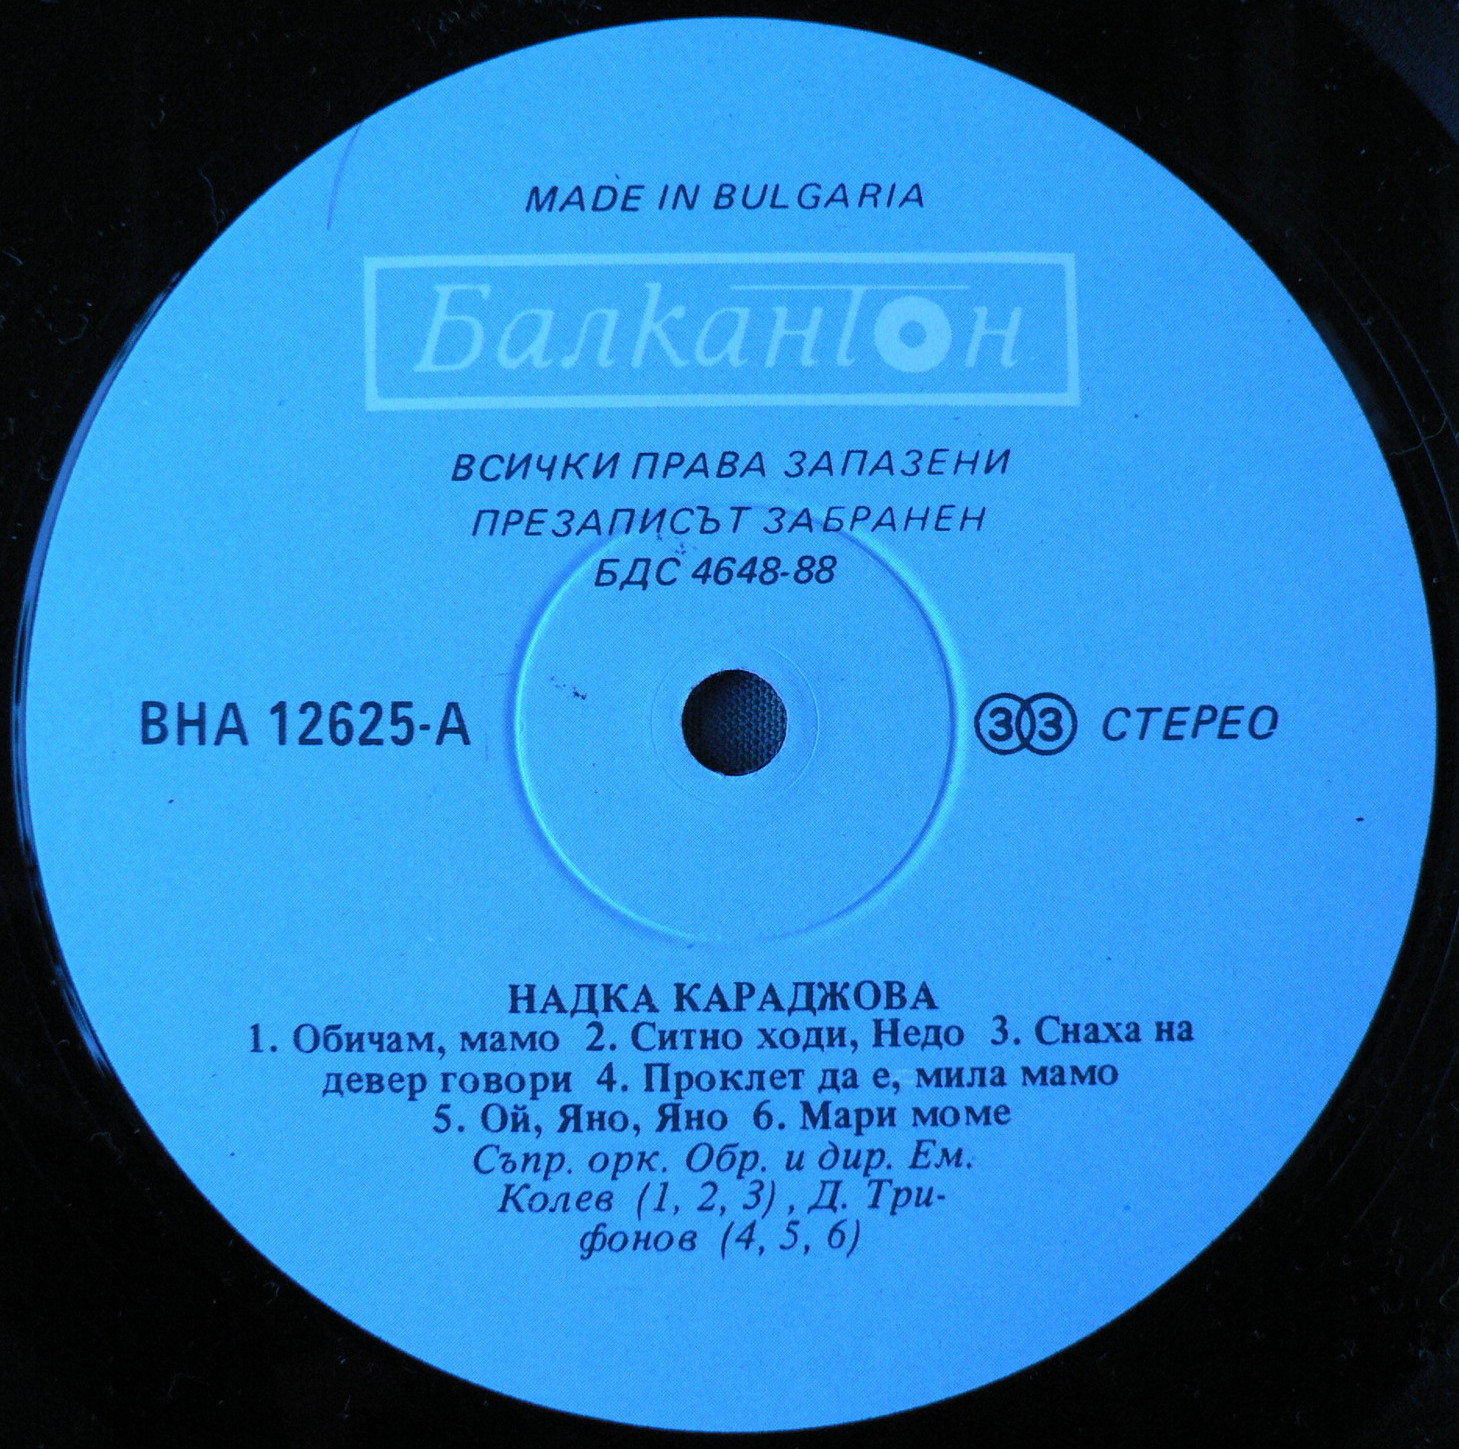 MADE IN BULGARIA
Балкантон
ВСИЧКИ ПРАВА ЗАПАЗЕНИ
ПРЕЗАПИСЪТ ЗАБРАНЕН
БДС 4648-88
ВНА 12625-А
33 СТЕРЕО
НАДКА КАРАДЖОВА
1. Обичам, мамо 2. Ситно ходи, Недо 3. Снаха на
девер говори 4. Проклет да е, мила мамо
5. Ой, Яно, Яно 6. Мари моме
Съпр. орк. Обр. и дир. Ем.
Колев (1, 2, 3), Д. Три-
фонов (4, 5, 6)